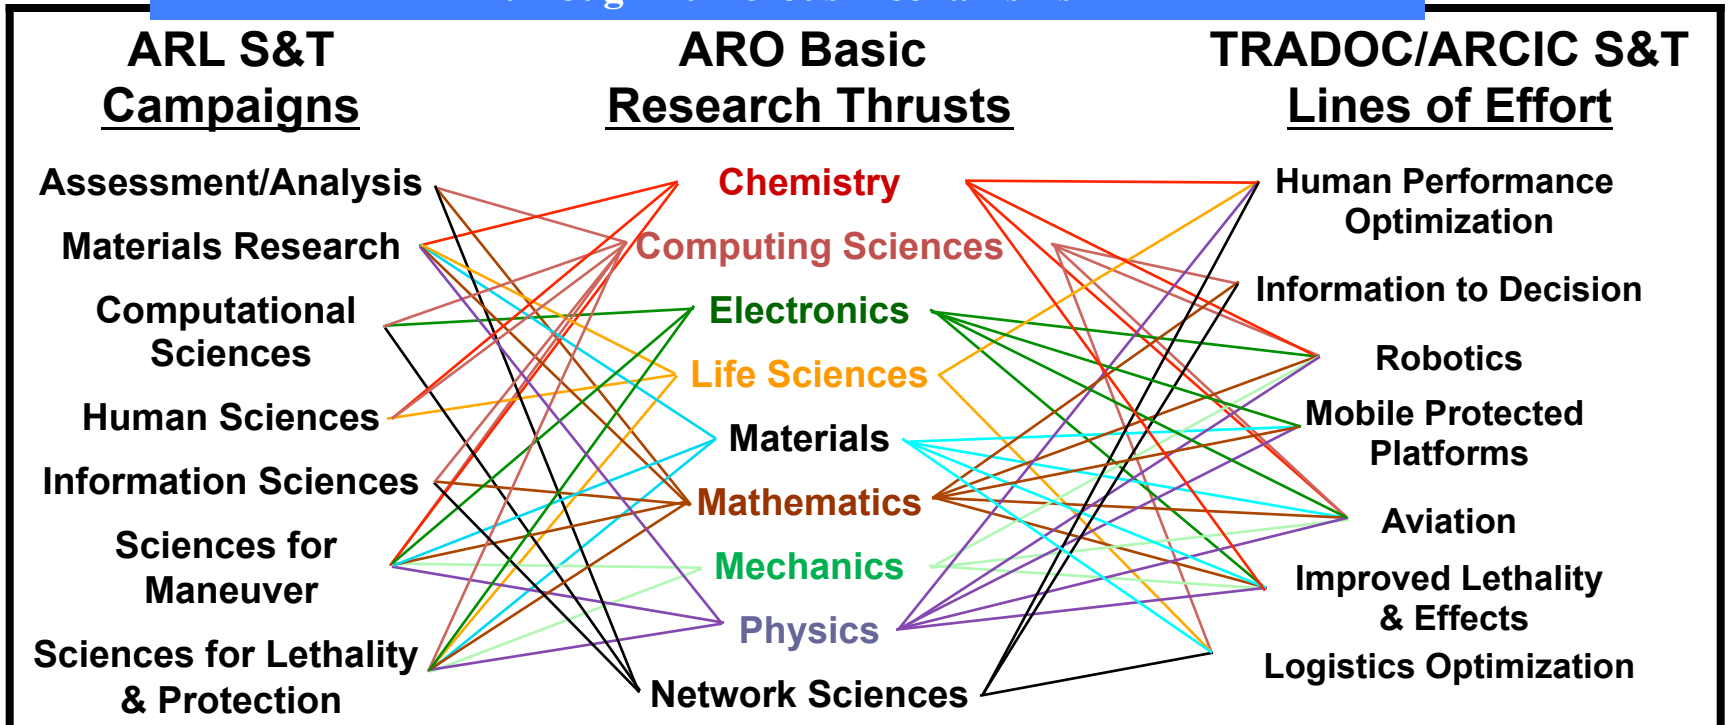 ARL S&T
Campaigns
Assessment/Analysis
Materials Research
Computational
Sciences
Human Sciences
Information Sciences
Sciences for
Maneuver
Sciences for Lethality
& Protection
ARO Basic
Research Thrusts
Chemistry
Computing Sciences
Electronics
Life Sciences
Materials
Mathematics
Mechanics
Physics
Network Sciences
TRADOC/ARCIC S&T
Lines of Effort
Human Performance
Optimization
Information to Decision
Robotics
Mobile Protected
Platforms
Aviation
Improved Lethality
& Effects
Logistics Optimization